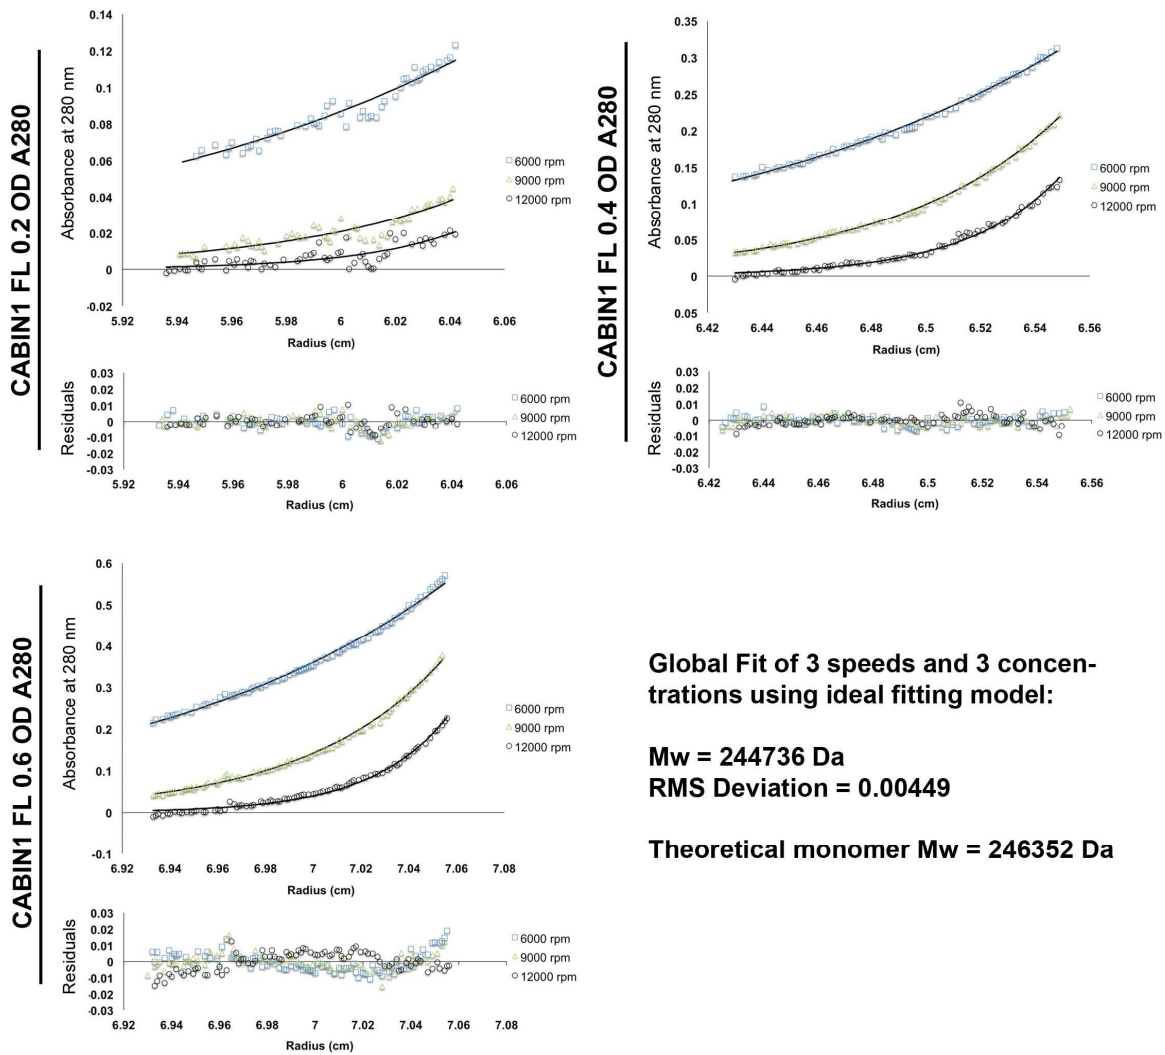 CABIN1 FL 0.2 OD A280
Absorbance at 280 nm
0.14
0.12
0.1
0.08
0.06
0.04
0.02
0
-0.02
5.92 5.94 5.96 5.98 6 6.02 6.04 6.06
Radius (cm)
6000 rpm
9000 rpm
12000 rpm
Residuals
0.03
0.02
0.01
0
-0.01
-0.02
-0.03
5.92 5.94 5.96 5.98 6 6.02 6.04 6.06
Radius (cm)
6000 rpm
9000 rpm
12000 rpm
CABIN1 FL 0.4 OD A280
Absorbance at 280 nm
0.35
0.3
0.25
0.2
0.15
0.1
0.05
0
0.05
6.42 6.44 6.46 6.48 6.5 6.52 6.54 6.56
Radius (cm)
6000 rpm
9000 rpm
12000 rpm
Residuals
0.03
0.02
0.01
0
-0.01
-0.02
-0.03
6.42 6.44 6.46 6.48 6.5 6.52 6.54 6.56
Radius (cm)
6000 rpm
9000 rpm
12000 rpm
CABIN1 FL 0.6 OD A280
Absorbance at 280 nm
0.6
0.5
0.4
0.3
0.2
0.1
0
-0.1
6.92 6.94 6.96 6.98 7 7.02 7.04 7.06 7.08
Radius (cm)
6000 rpm
9000 rpm
12000 rpm
Residuals
0.03
0.02
0.01
0
-0.01
-0.02
-0.03
6.92 6.94 6.96 6.98 7 7.02 7.04 7.06 7.08
Radius (cm)
6000 rpm
9000 rpm
12000 rpm
Global Fit of 3 speeds and 3 concen-
trations using ideal fitting model:
Mw = 244736 Da
RMS Deviation = 0.00449
Theoretical monomer Mw = 246352 Da